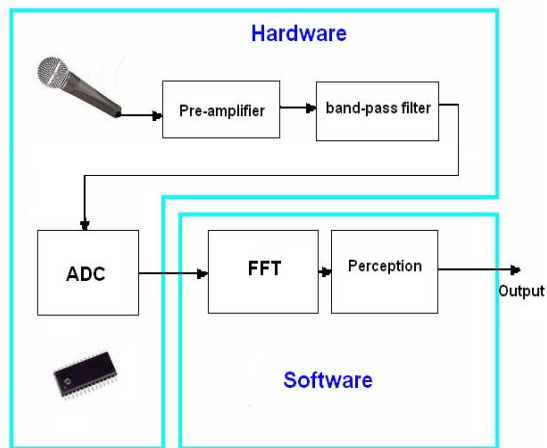 Hardware
Pre-amplifier
band-pass filter
ADC
FFT
Perception
Output
Software